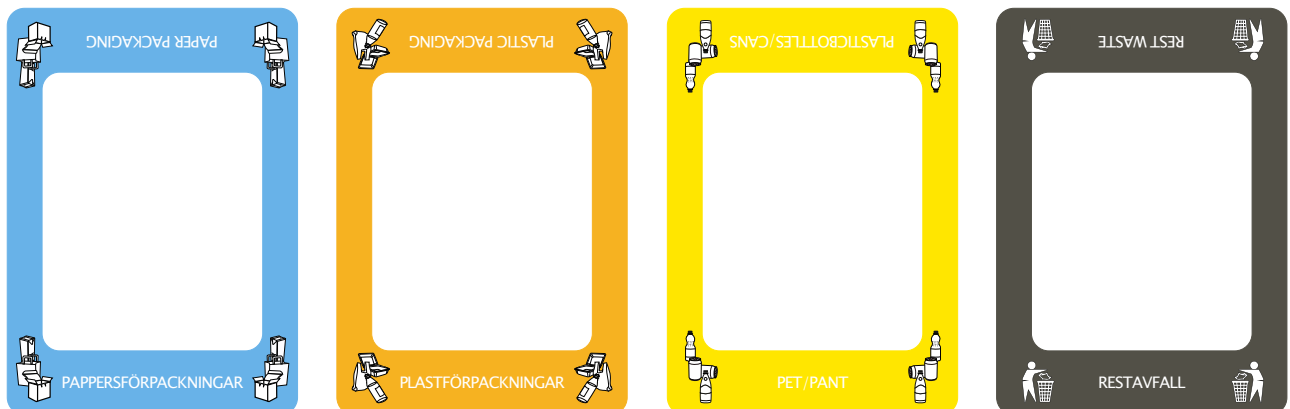 PAPER PACKAGING
PLASTIC PACKAGING
PLASTICBOTTLES/CANS
REST WASTE
PAPPERSFÖRPACKNINGAR
PLASTFÖRPACKNINGAR
PET/PANT
RESTAVFALL